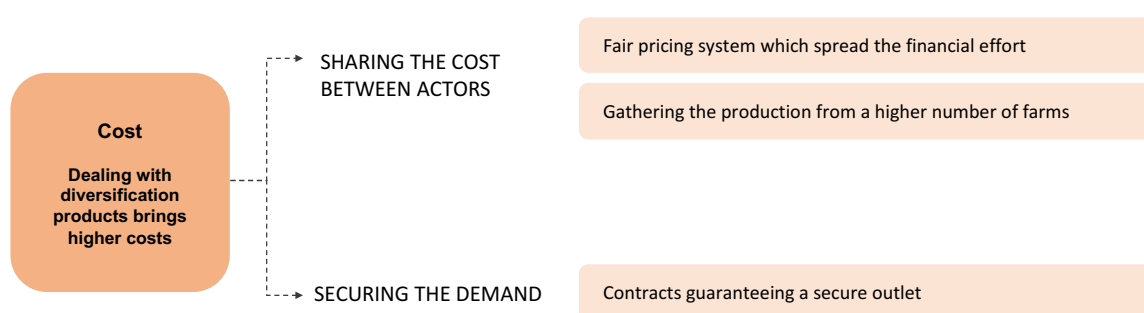 Cost
Dealing with
diversification
products brings
higher costs
SHARING THE COST
BETWEEN ACTORS
Fair pricing system which spread the financial effort
Gathering the production from a higher number of farms
SECURING THE DEMAND
Contracts guaranteeing a secure outlet